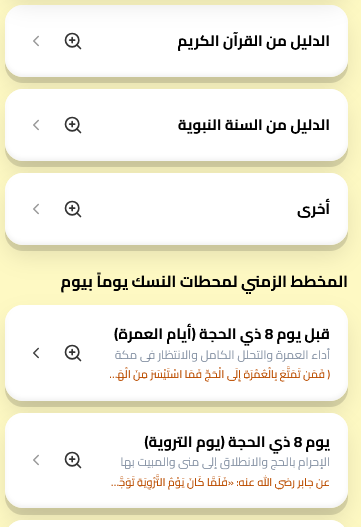 الدليل من القرآن الكريم
الدليل من السنة النبوية
أخرى
المخطط الزمني لمحطات النسك يوماً بيوم
قبل يوم 8 ذي الحجة (أيام العمرة)
أداء العمرة والتحلل الكامل والانتظار في مكة
﴿ فَمَن تَمَتَّعَ بِالْعُمْرَةِ إِلَى الْحَجِّ فَمَا اسْتَيْسَرَ مِنَ الْهَ...
يوم 8 ذي الحجة (يوم التروية)
الإحرام بالحج والانطلاق إلى منى والمبيت بها
عن جابر رضي الله عنه: «فَلَمَّا كَانَ يَوْمُ التَّرْوِيَةِ تَوَجَّـ...